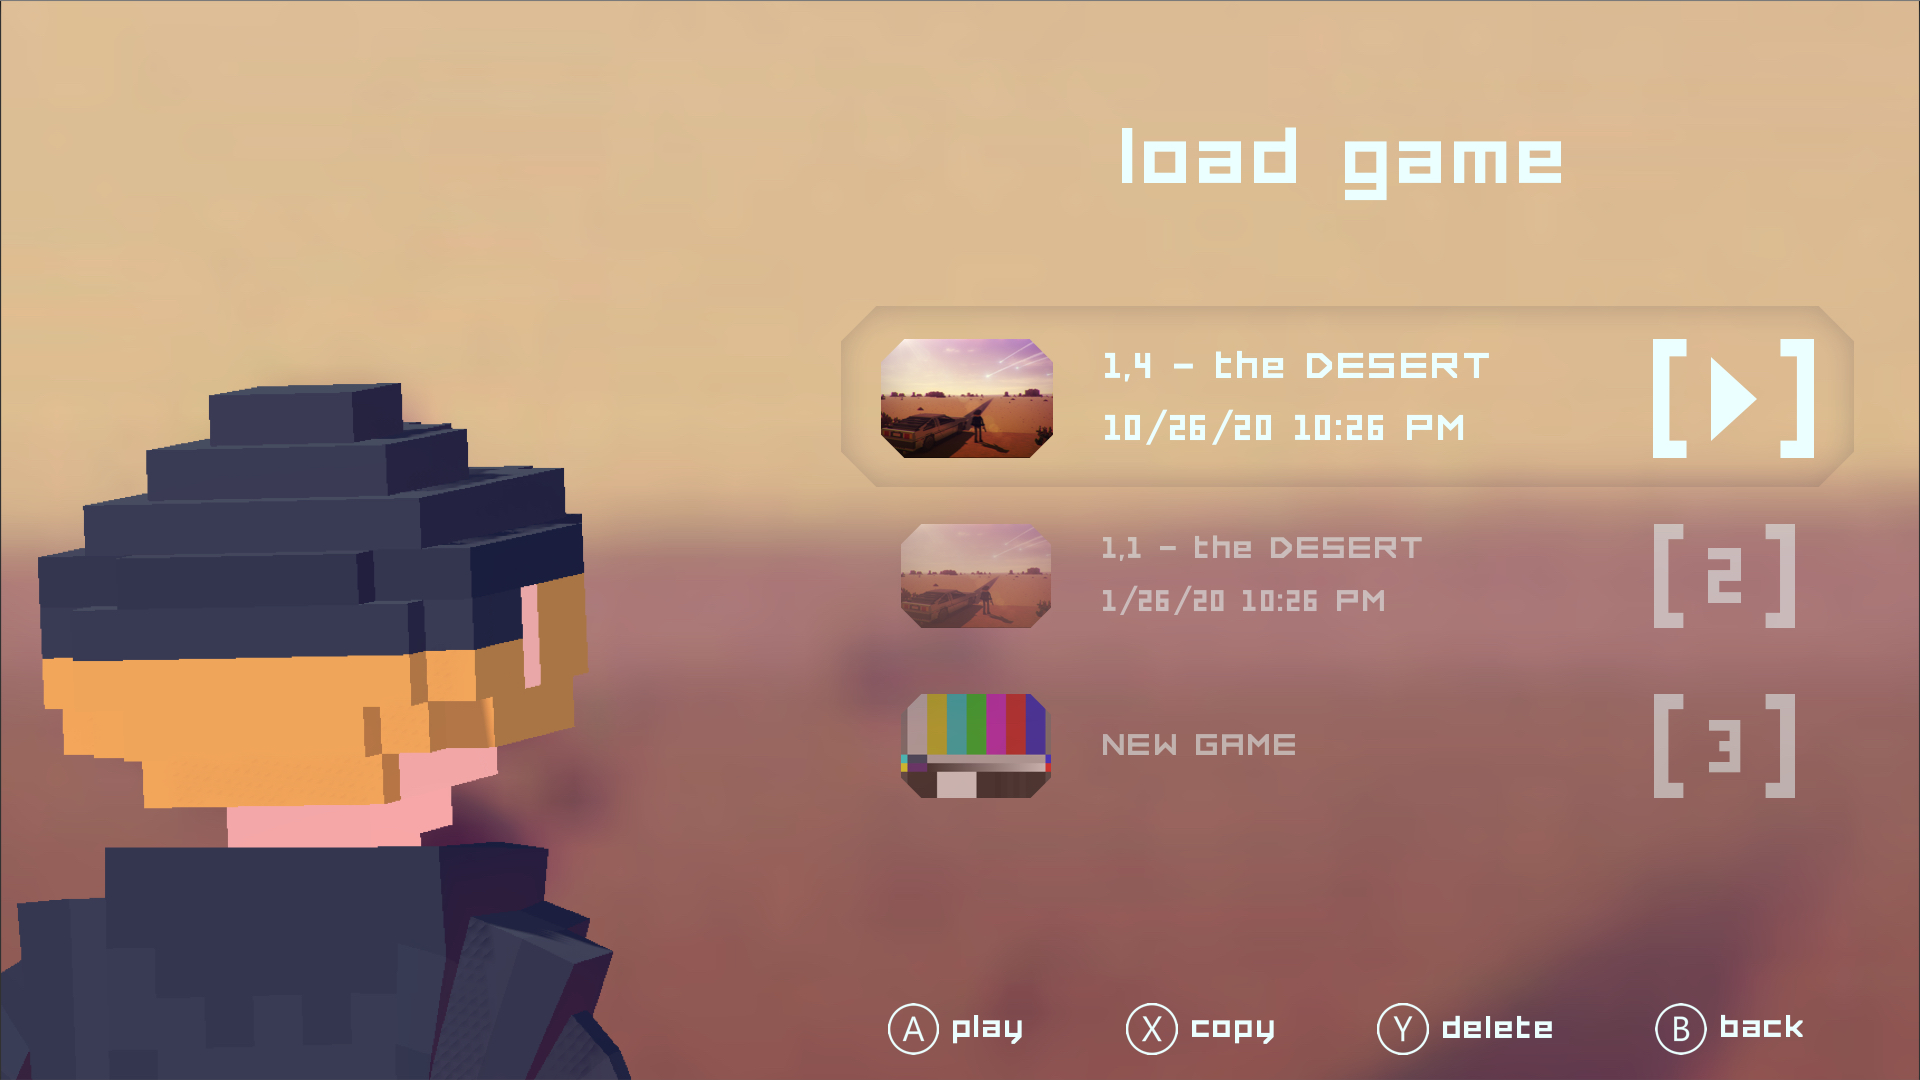 load game
1,4 - the DESERT
10/26/20 10:26 PM
1,1 - the DESERT
1/26/20 10:26 PM
[ 2 ]
NEW GAME
[ 3 ]
A play X copy Y delete B back